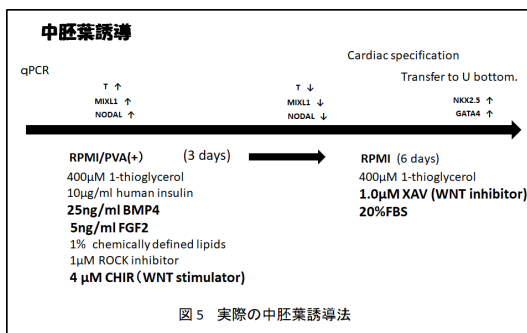 中胚葉誘導
Cardiac specification
qPCR
Transfer to U bottom.
T ↑
MIXL1 ↑
NODAL ↑
T ↓
MIXL1 ↓
NODAL ↓
NKX2.5 ↑
GATA4 ↑
RPMI/PVA(+) (3 days)
400μM 1-thioglycerol
10μg/ml human insulin
25ng/ml BMP4
5ng/ml FGF2
1% chemically defined lipids
1μM ROCK inhibitor
4 μM CHIR(WNT stimulator)
RPMI (6 days)
400μM 1-thioglycerol
1.0μM XAV (WNT inhibitor)
20%FBS
図 5 実際の中胚葉誘導法